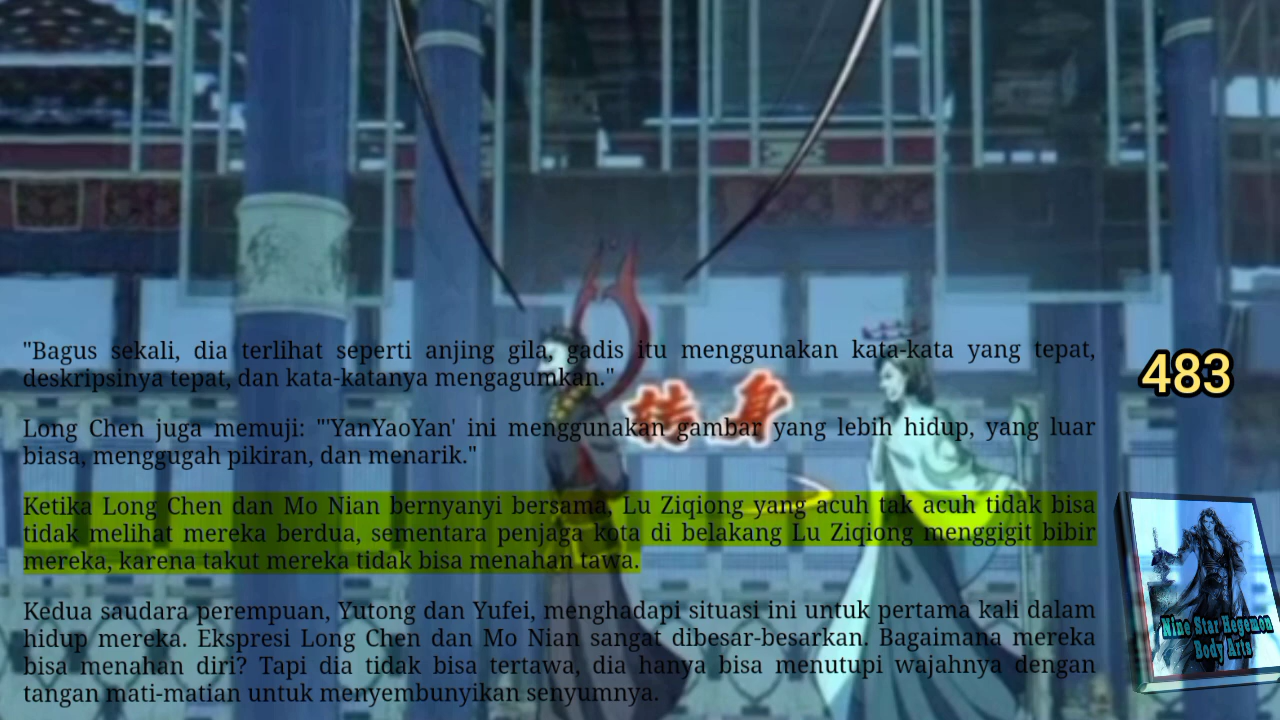 "Bagus sekali, dia terlihat seperti anjing gila, gadis itu menggunakan kata-kata yang tepat,
deskripsinya tepat, dan kata-katanya mengagumkan."
Long Chen juga memuji: "'YanYaoYan' ini menggunakan gambar yang lebih hidup, yang luar
biasa, menggugah pikiran, dan menarik."
Ketika Long Chen dan Mo Nian bernyanyi bersama, Lu Ziqiong yang acuh tak acuh tidak bisa
tidak melihat mereka berdua, sementara penjaga kota di belakang Lu Ziqiong menggigit bibir
mereka, karena takut mereka tidak bisa menahan tawa.
Kedua saudara perempuan, Yutong dan Yufei, menghadapi situasi ini untuk pertama kali dalam
hidup mereka. Ekspresi Long Chen dan Mo Nian sangat dibesar-besarkan. Bagaimana mereka
bisa menahan diri? Tapi dia tidak bisa tertawa, dia hanya bisa menutupi wajahnya dengan
tangan mati-matian untuk menyembunyikan senyumnya.
483
Nine Star Hegemon
Body Arts